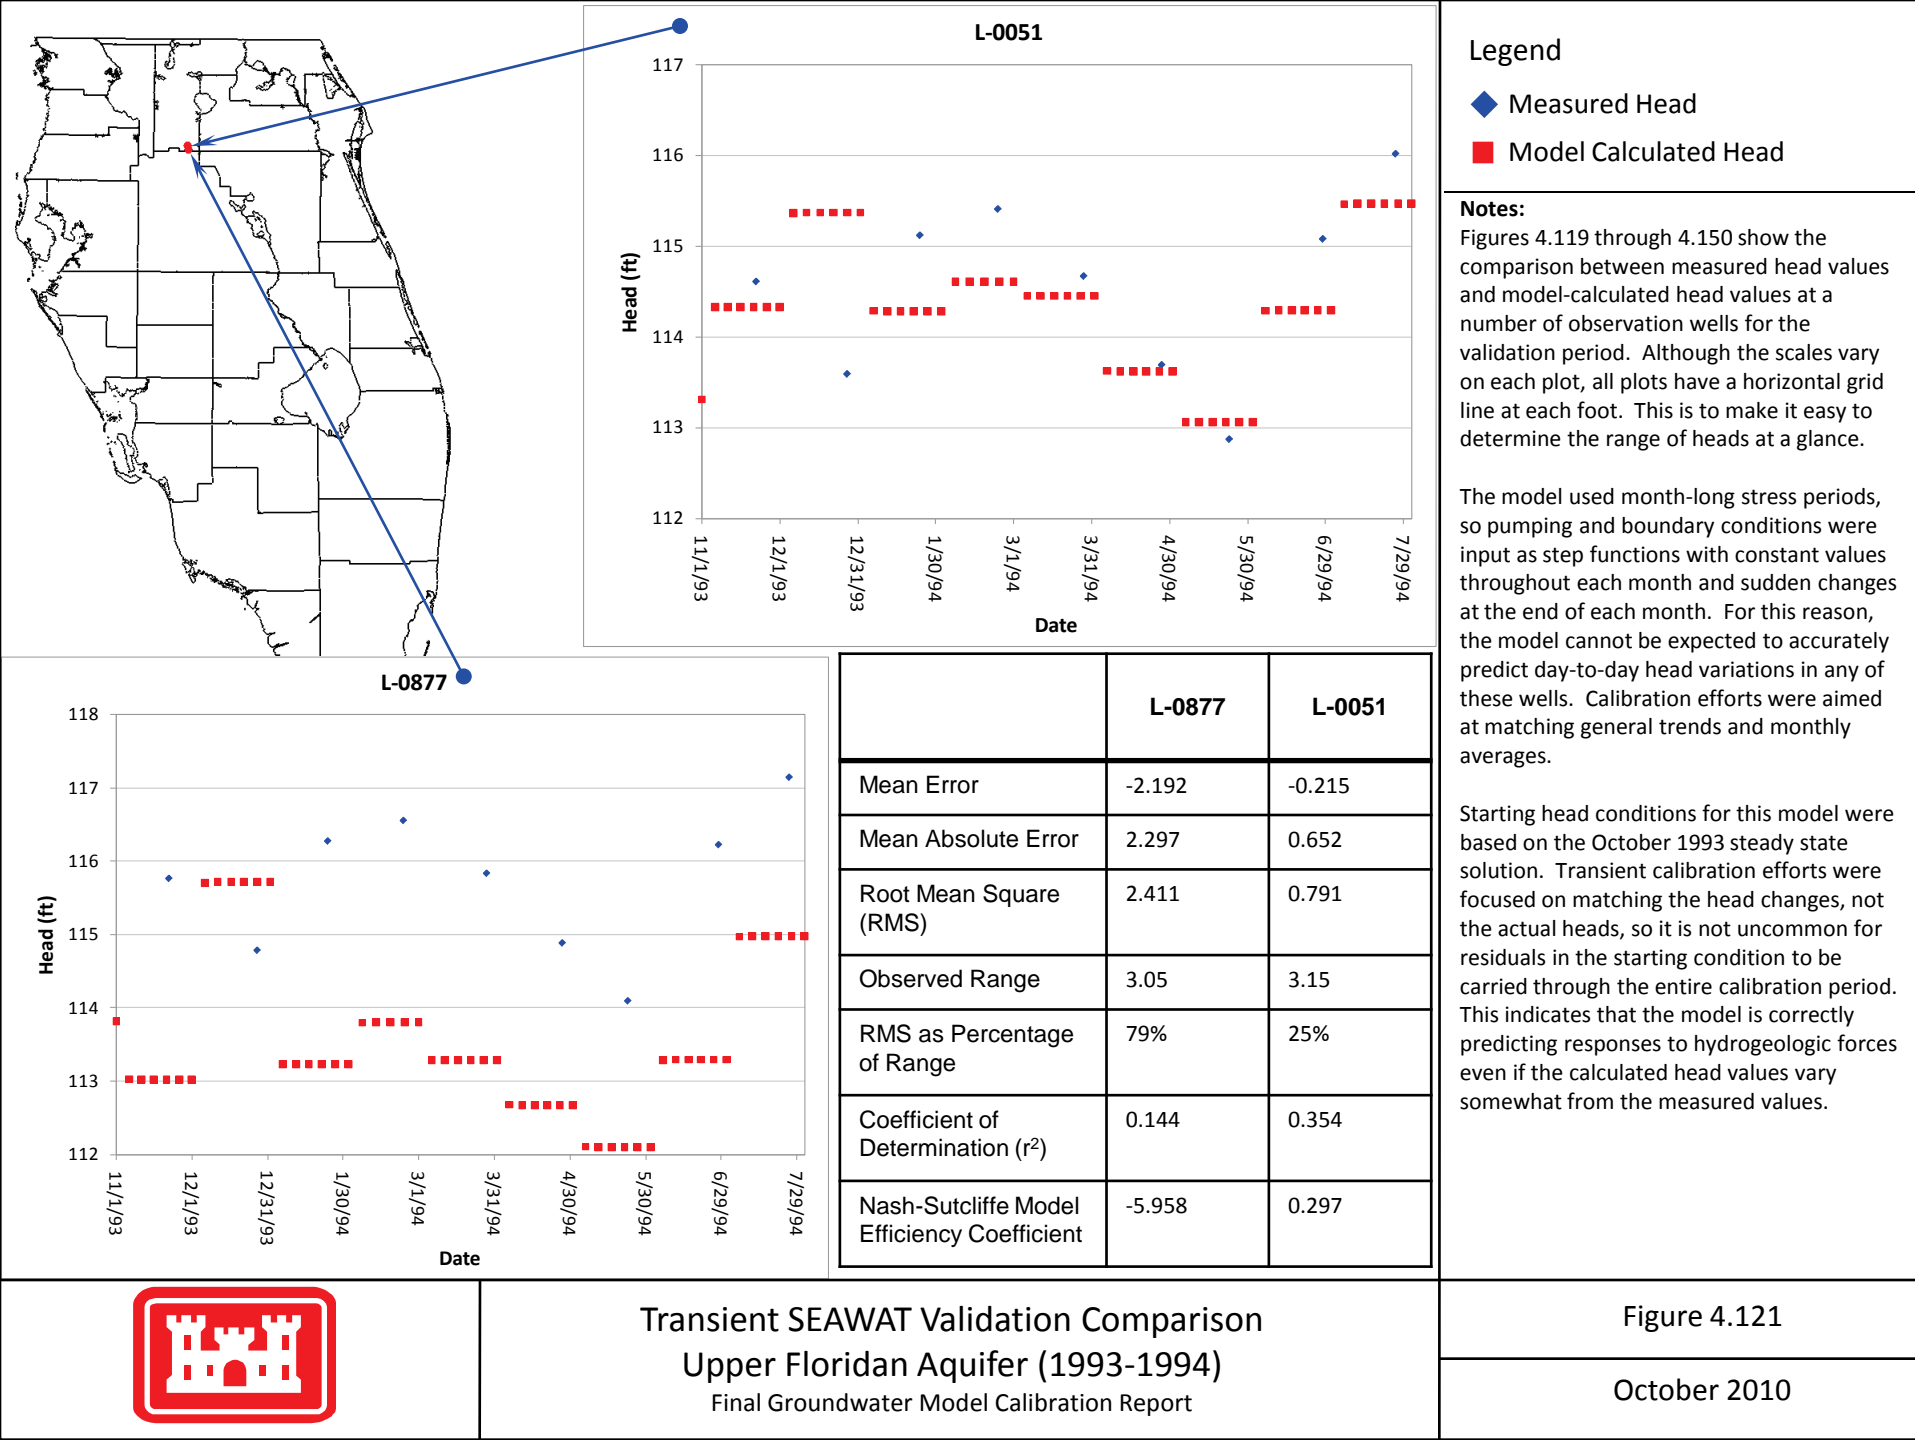 L-0051
117
116
115
114
113
112
Head (ft)
11/1/93
12/1/93
12/31/93
1/30/94
3/1/94
3/31/94
4/30/94
5/30/94
6/29/94
7/29/94
Date
L-0877
118
117
116
115
114
113
112
Head (ft)
11/1/93
12/1/93
12/31/93
1/30/94
3/1/94
3/31/94
4/30/94
5/30/94
6/29/94
7/29/94
Date
L-0877 L-0051
Mean Error -2.192 -0.215
Mean Absolute Error 2.297 0.652
Root Mean Square 2.411 0.791
(RMS)
Observed Range 3.05 3.15
RMS as Percentage 79% 25%
of Range
Coefficient of 0.144 0.354
Determination (r²)
Nash-Sutcliffe Model -5.958 0.297
Efficiency Coefficient
Legend
Measured Head
Model Calculated Head
Notes:
Figures 4.119 through 4.150 show the
comparison between measured head values
and model-calculated head values at a
number of observation wells for the
validation period.  Although the scales vary
on each plot, all plots have a horizontal grid
line at each foot.  This is to make it easy to
determine the range of heads at a glance.
The model used month-long stress periods,
so pumping and boundary conditions were
input as step functions with constant values
throughout each month and sudden changes
at the end of each month.  For this reason,
the model cannot be expected to accurately
predict day-to-day head variations in any of
these wells.  Calibration efforts were aimed
at matching general trends and monthly
averages.
Starting head conditions for this model were
based on the October 1993 steady state
solution.  Transient calibration efforts were
focused on matching the head changes, not
the actual heads, so it is not uncommon for
residuals in the starting condition to be
carried through the entire calibration period.
This indicates that the model is correctly
predicting responses to hydrogeologic forces
even if the calculated head values vary
somewhat from the measured values.
Transient SEAWAT Validation Comparison
Upper Floridan Aquifer (1993-1994)
Final Groundwater Model Calibration Report
Figure 4.121
October 2010